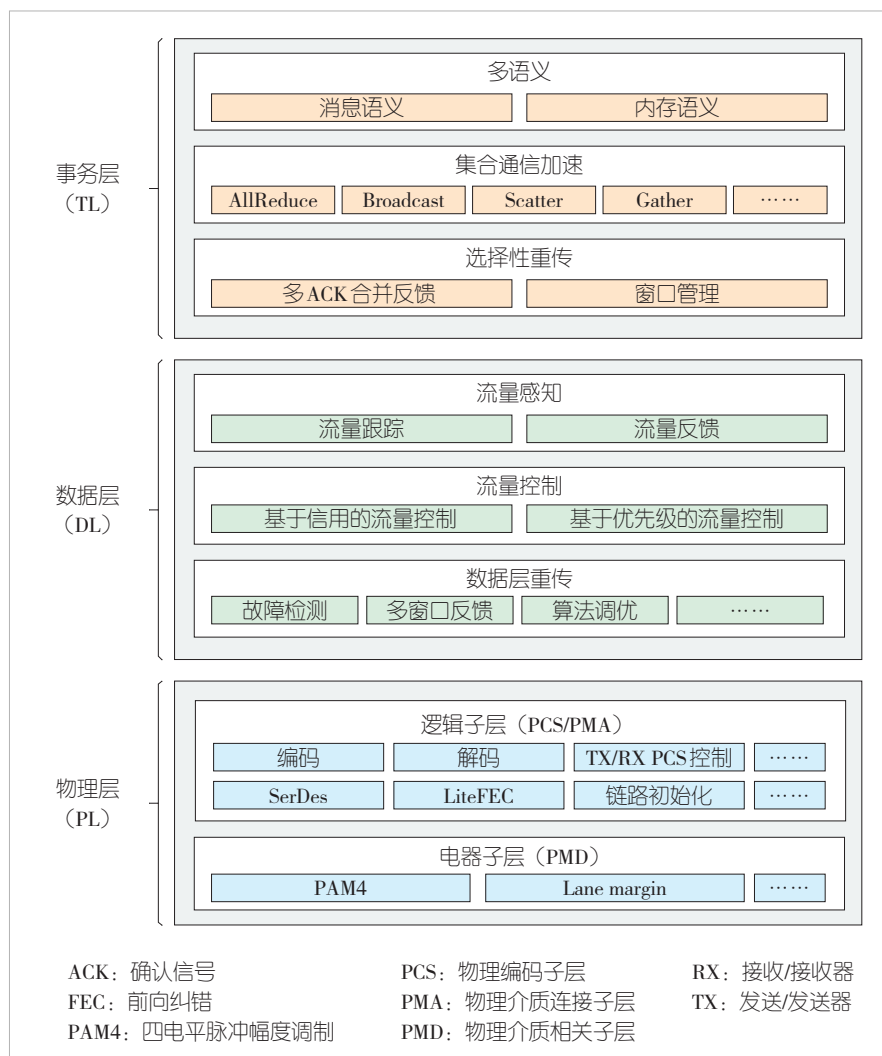 多语义
消息语义 内存语义
集合通信加速
事务层
(TL)
AllReduce Broadcast Scatter Gather ……
选择性重传
多ACK合并反馈 窗口管理
流量感知
流量跟踪 流量反馈
数据层
(DL)
流量控制
基于信用的流量控制 基于优先级的流量控制
数据层重传
故障检测 多窗口反馈 算法调优 ……
逻辑子层（PCS/PMA）
编码 解码 TX/RX PCS控制 ……
物理层
（PL）
SerDes LiteFEC 链路初始化 ……
电器子层（PMD）
PAM4 Lane margin ……
ACK：确认信号 PCS：物理编码子层 RX：接收/接收器
FEC：前向纠错 PMA：物理介质连接子层 TX：发送/发送器
PAM4：四电平脉冲幅度调制 PMD：物理介质相关子层